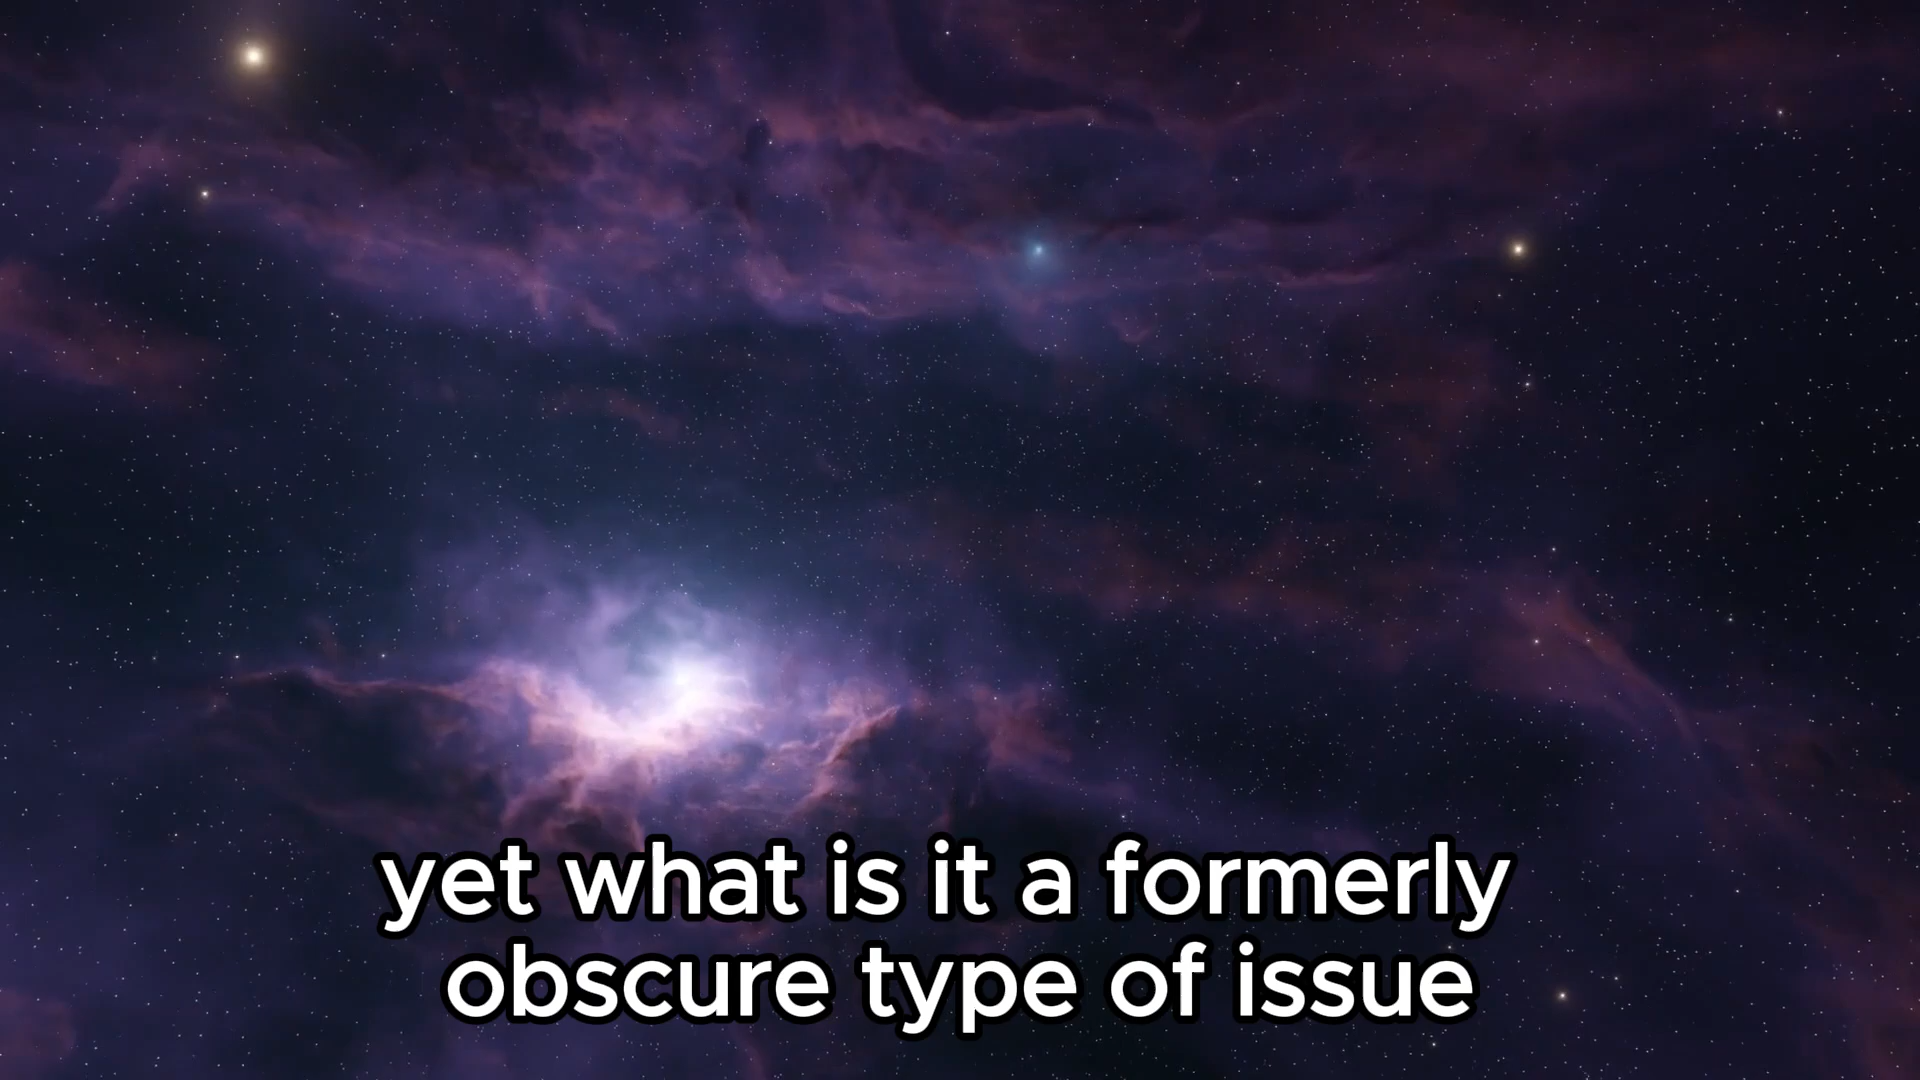 yet what is it a formerly
obscure type of issue